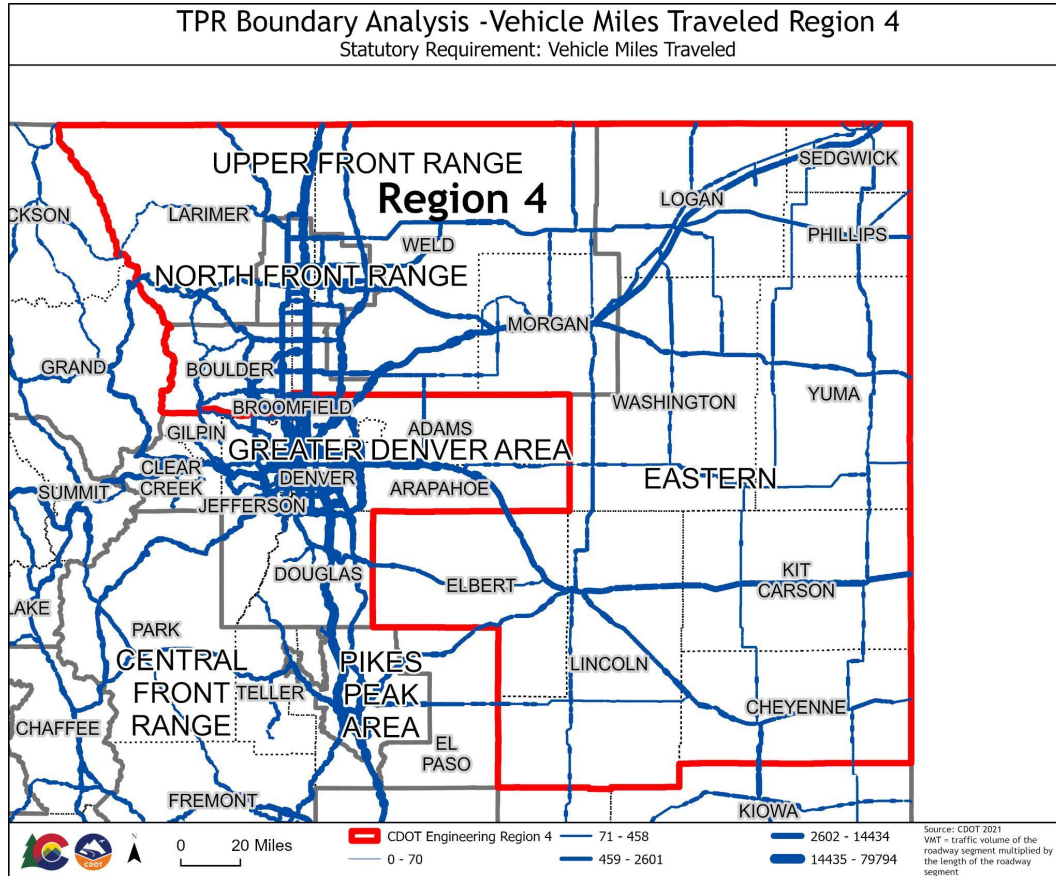 TPR Boundary Analysis -Vehicle Miles Traveled Region 4
Statutory Requirement: Vehicle Miles Traveled
UPPER FRONT RANGE
SEDGWICK
Region 4
LOGAN
CKSON
LARIMER
WELD
PHILLIPS
NORTH FRONT RANGE
MORGAN
GRAND
BOULDER
YUMA
WASHINGTON
BROOMFIELD
GILPIN
ADAMS
GREATER DENVER AREA
CLEAR
CREEK
DENVER
EASTERN
SUMMIT
ARAPAHOE
JEFFERSON
DOUGLAS
ELBERT
KIT
CARSON
LAKE
PARK
CENTRAL
FRONT
RANGE
PIKES
PEAK
AREA
LINCOLN
TELLER
CHEYENNE
CHAFFEE
EL
PASO
FREMONT
KIOWA
CDOT
N
0 20 Miles
CDOT Engineering Region 4
0 - 70
71 - 458
459 - 2601
2602 - 14434
14435 - 79794
Source: CDOT 2021
VMT = traffic volume of the
roadway segment multiplied by
the length of the roadway
segment